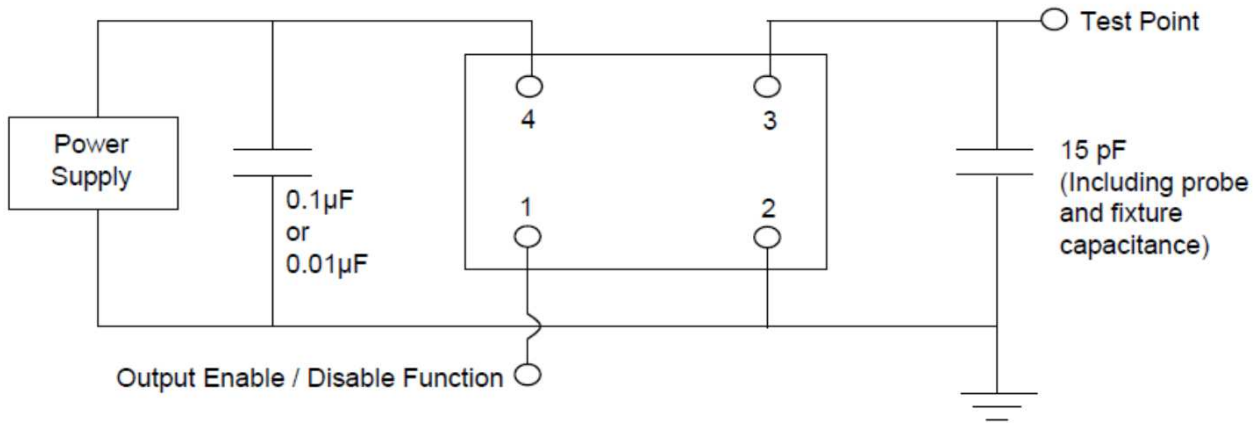 Test Point
4
3
Power
Supply
15 pF
(Including probe
and fixture
capacitance)
0.1µF
or
0.01µF
1
2
Output Enable / Disable Function